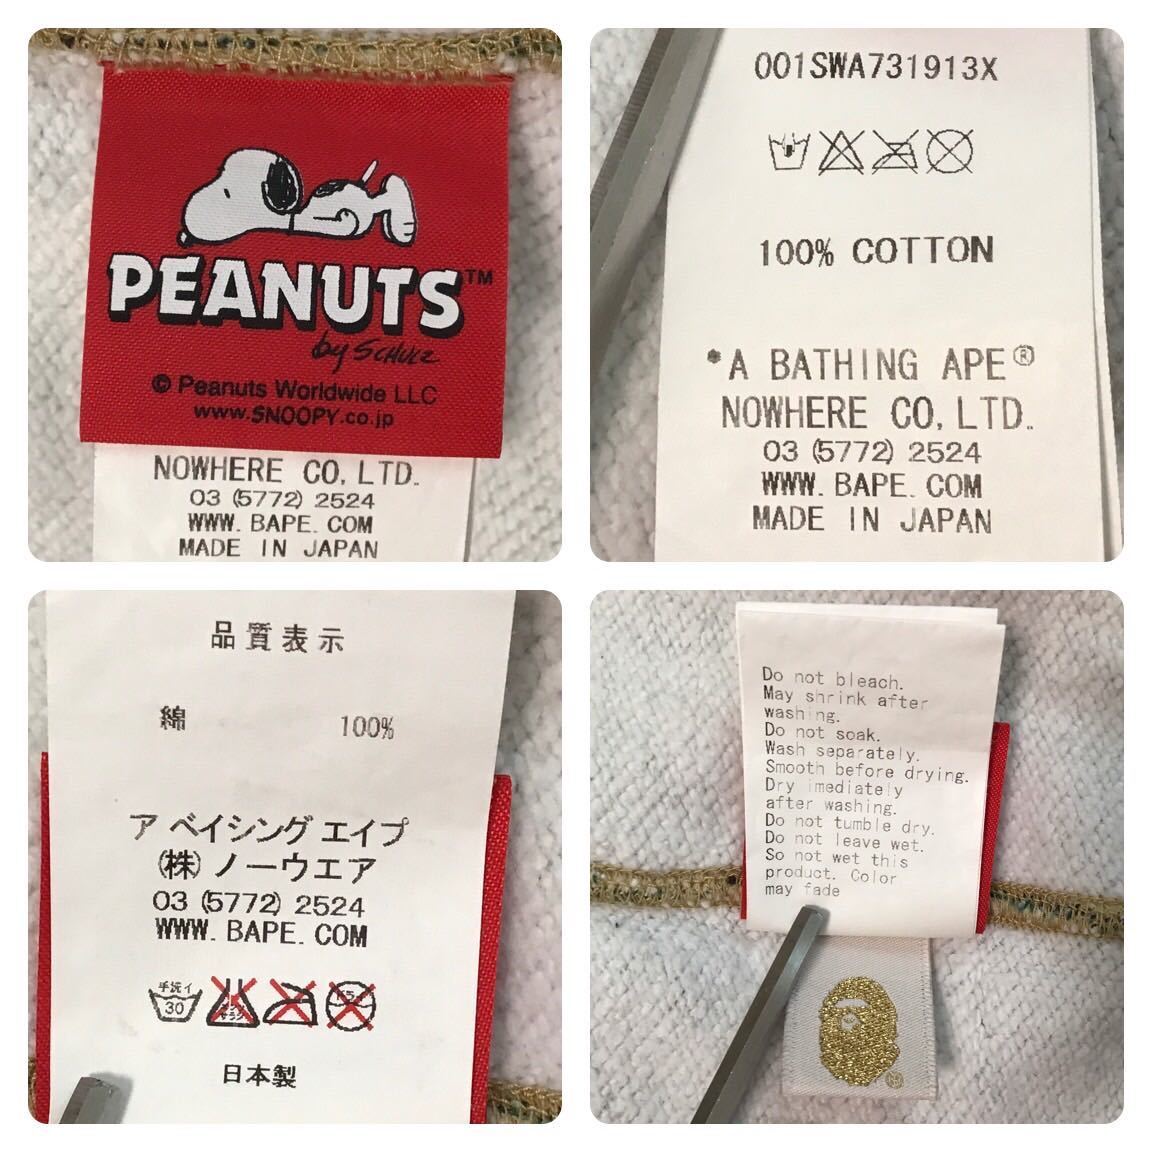 PEANUTS™
by SCHULZ
© Peanuts Worldwide LLC
www.SNOOPY.co.jp
NOWHERE CO, LTD.
03 (5772) 2524
WWW. BAPE. COM
MADE IN JAPAN
001SWA731913X
100% COTTON
*A BATHING APE®
NOWHERE CO, LTD.
03 (5772) 2524
WWW. BAPE. COM
MADE IN JAPAN
品質表示
綿 100%
ア ベイシング エイプ
(株) ノーウエア
03 (5772) 2524
WWW. BAPE. COM
手洗イ
30
日本製
Do not bleach.
May shrink after
washing.
Do not soak.
Wash separately.
Smooth before drying.
Dry imediately
after washing.
Do not tumble dry.
Do not leave wet.
So not wet this
product. Color
may fade